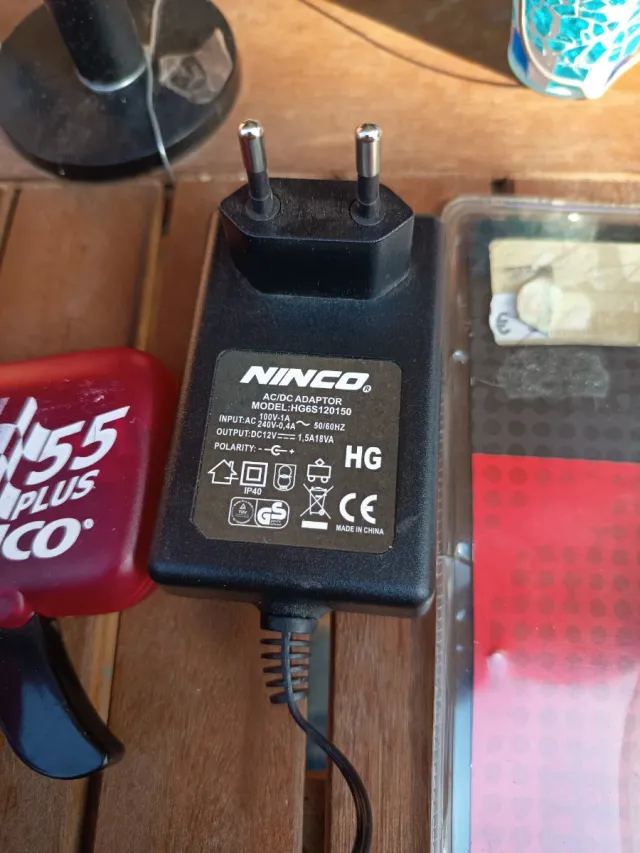 NINCO®
AC/DC ADAPTOR
MODEL:HG6S120150
INPUT:AC 100V-1A
240V-0,4A ~ 50/60HZ
OUTPUT:DC12V 1,5A18VA
POLARITY: - +
HG
IP40
GS
CE
MADE IN CHINA
55
PLUS
CO®